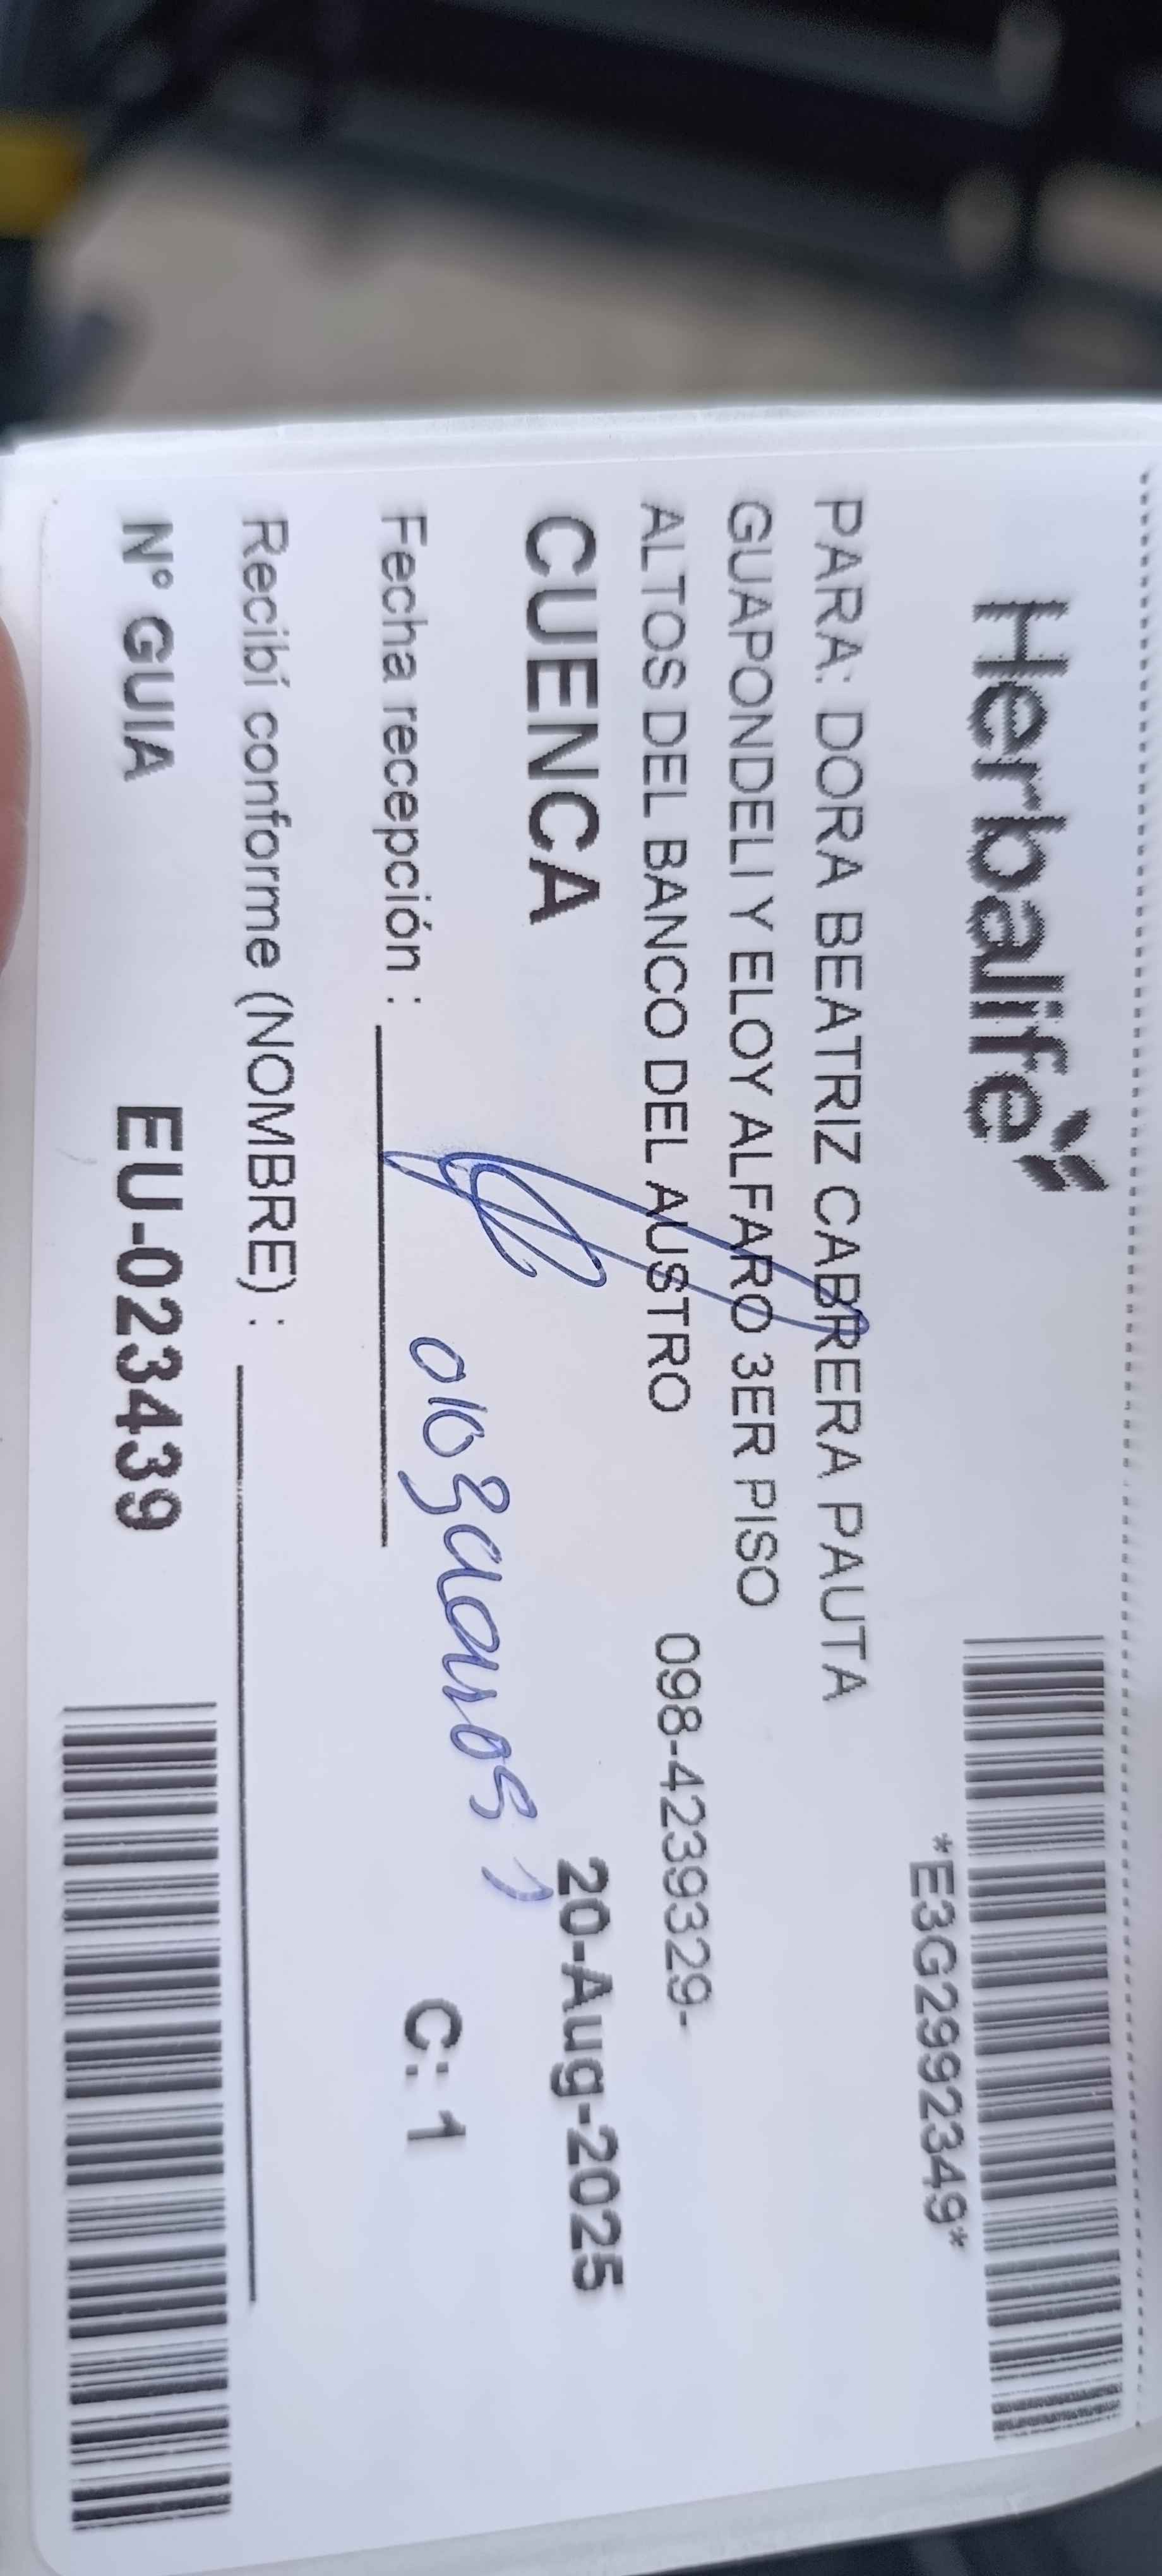 Herbalife
*E3G2992349*
PARA: DORA BEATRIZ CABRERA PAUTA
GUAPONDELI Y ELOY ALFARO 3ER PISO
ALTOS DEL BANCO DEL AUSTRO
098-4239329-
CUENCA
20-Aug-2025
Fecha recepción :
C: 1
Recibí conforme (NOMBRE) :
N° GUIA
EU-023439